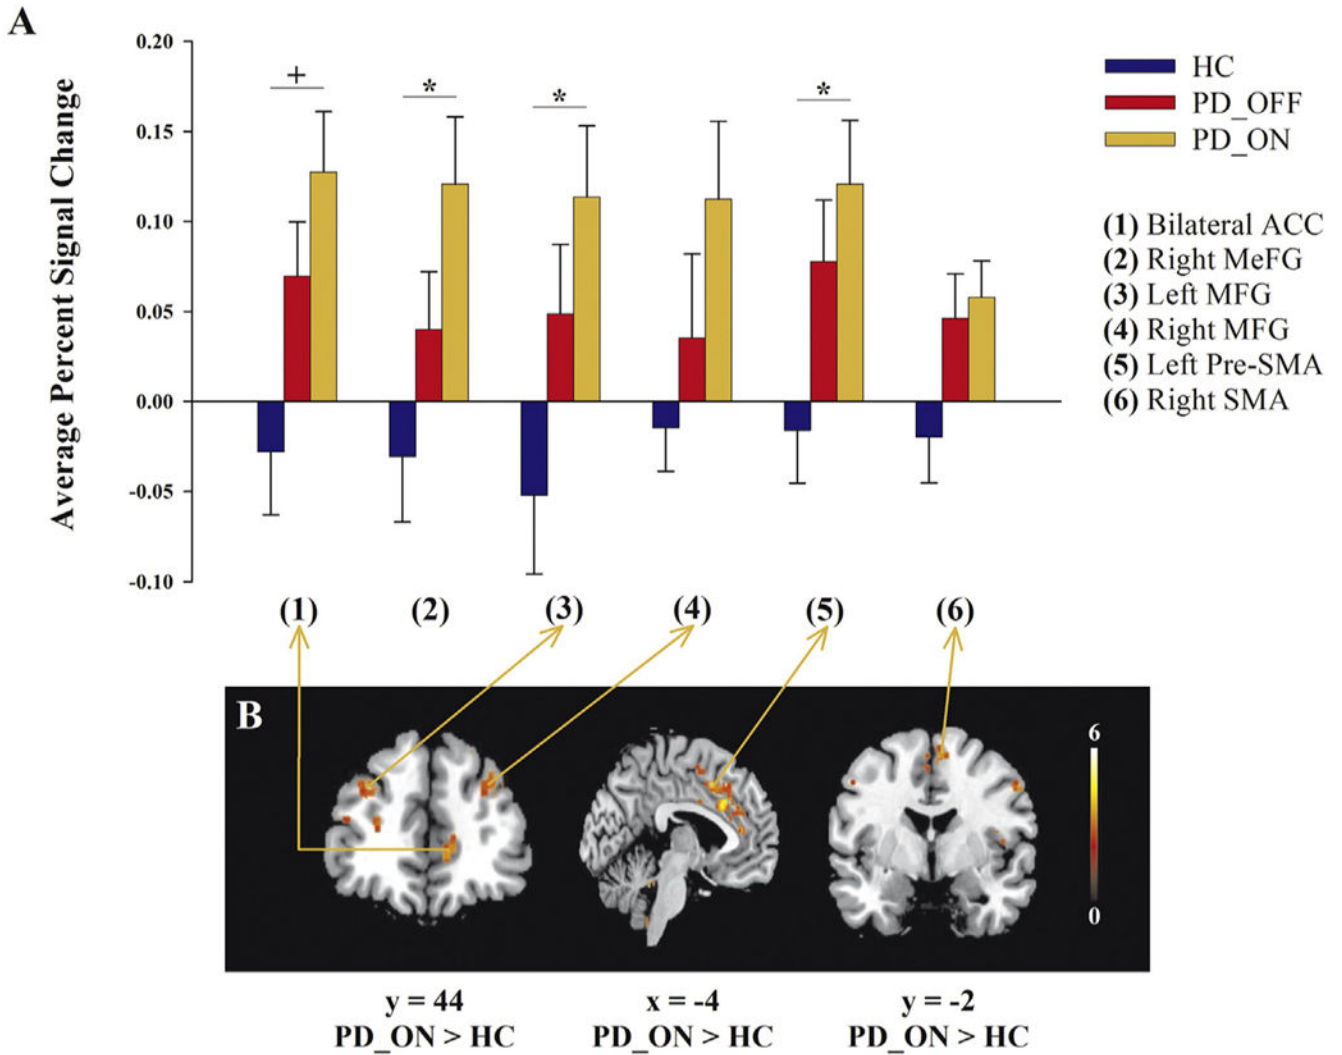 A
Average Percent Signal Change
0.20
0.15
0.10
0.05
0.00
-0.05
-0.10
+
*
*
*
HC
PD_OFF
PD_ON
(1) Bilateral ACC
(2) Right MeFG
(3) Left MFG
(4) Right MFG
(5) Left Pre-SMA
(6) Right SMA
(1) (2) (3) (4) (5) (6)
B
6
0
y = 44
PD_ON > HC
x = -4
PD_ON > HC
y = -2
PD_ON > HC